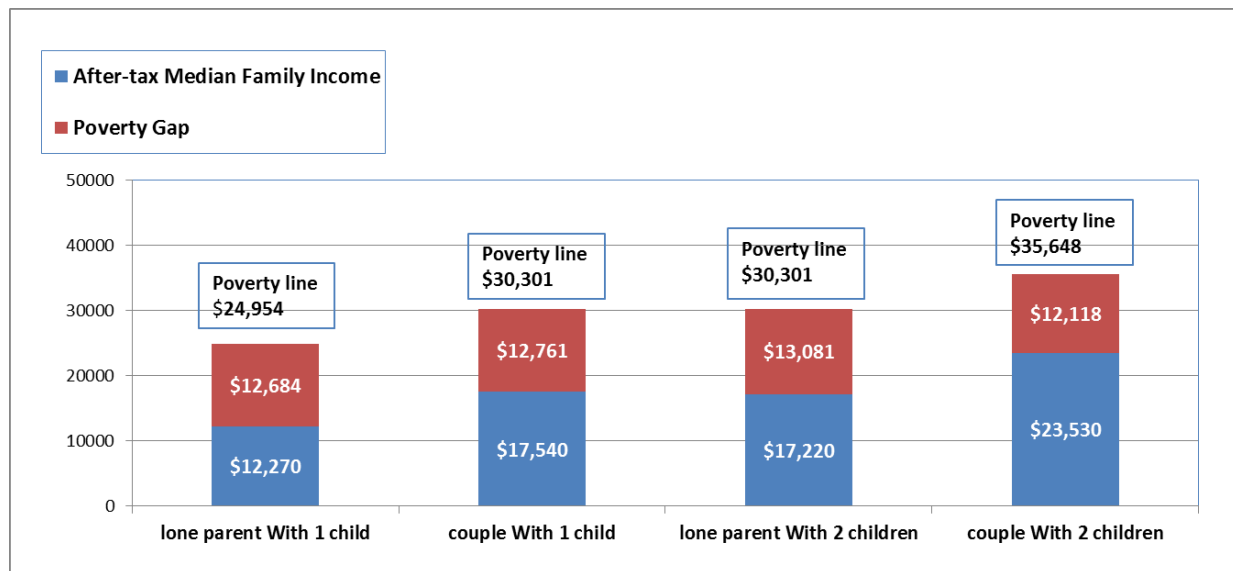 After-tax Median Family Income
Poverty Gap
50000
40000
30000
20000
10000
0
Poverty line
$24,954
$12,684
$12,270
Poverty line
$30,301
$12,761
$17,540
Poverty line
$30,301
$13,081
$17,220
Poverty line
$35,648
$12,118
$23,530
lone parent With 1 child
couple With 1 child
lone parent With 2 children
couple With 2 children